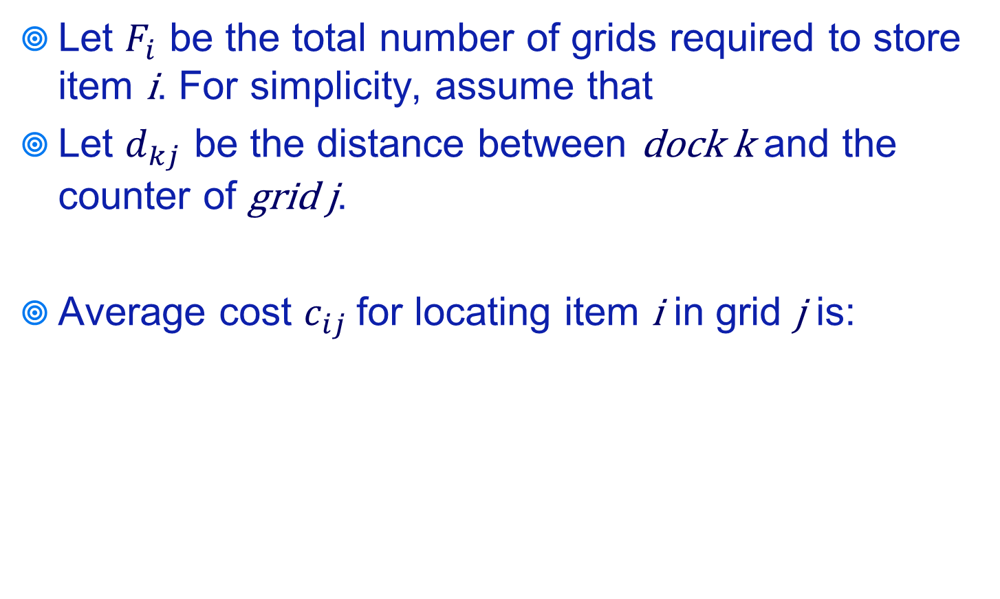 Let F_i be the total number of grids required to store
item i. For simplicity, assume that
Let d_{kj} be the distance between dock k and the
counter of grid j.
Average cost c_{ij} for locating item i in grid j is: